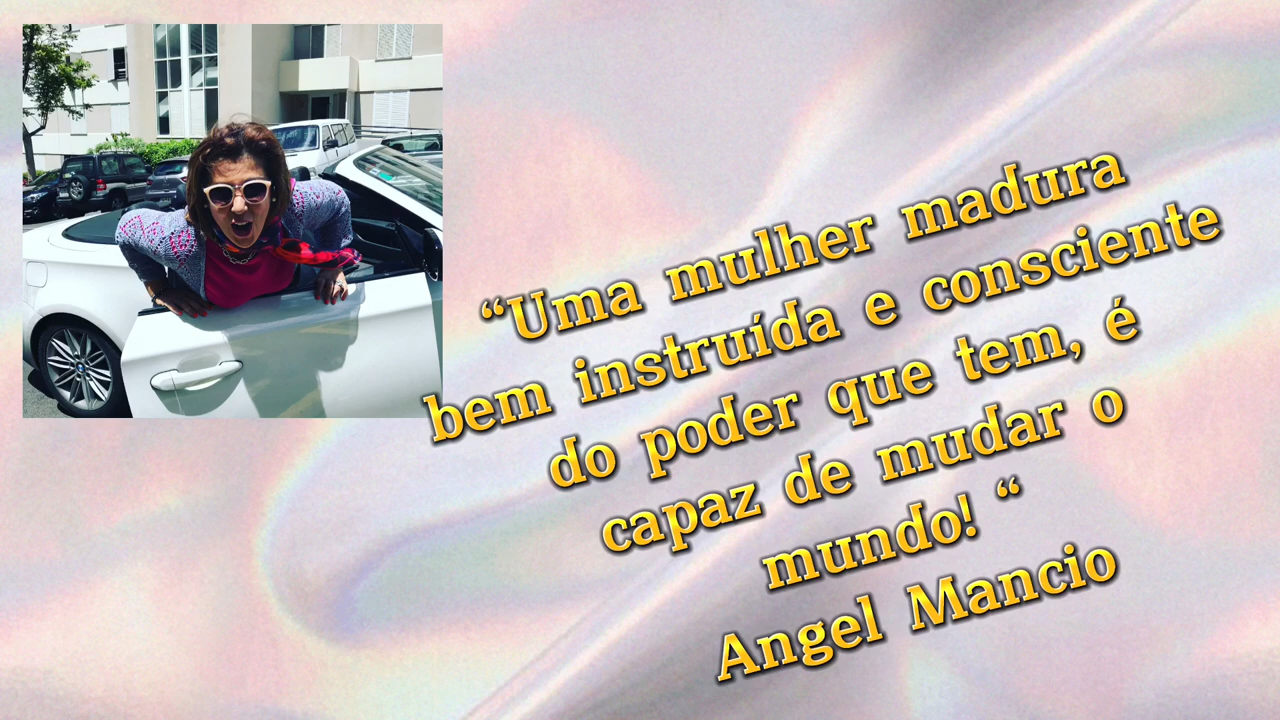 “Uma mulher madura
bem instruída e consciente
do poder que tem, é
capaz de mudar o
mundo! “
Angel Mancio